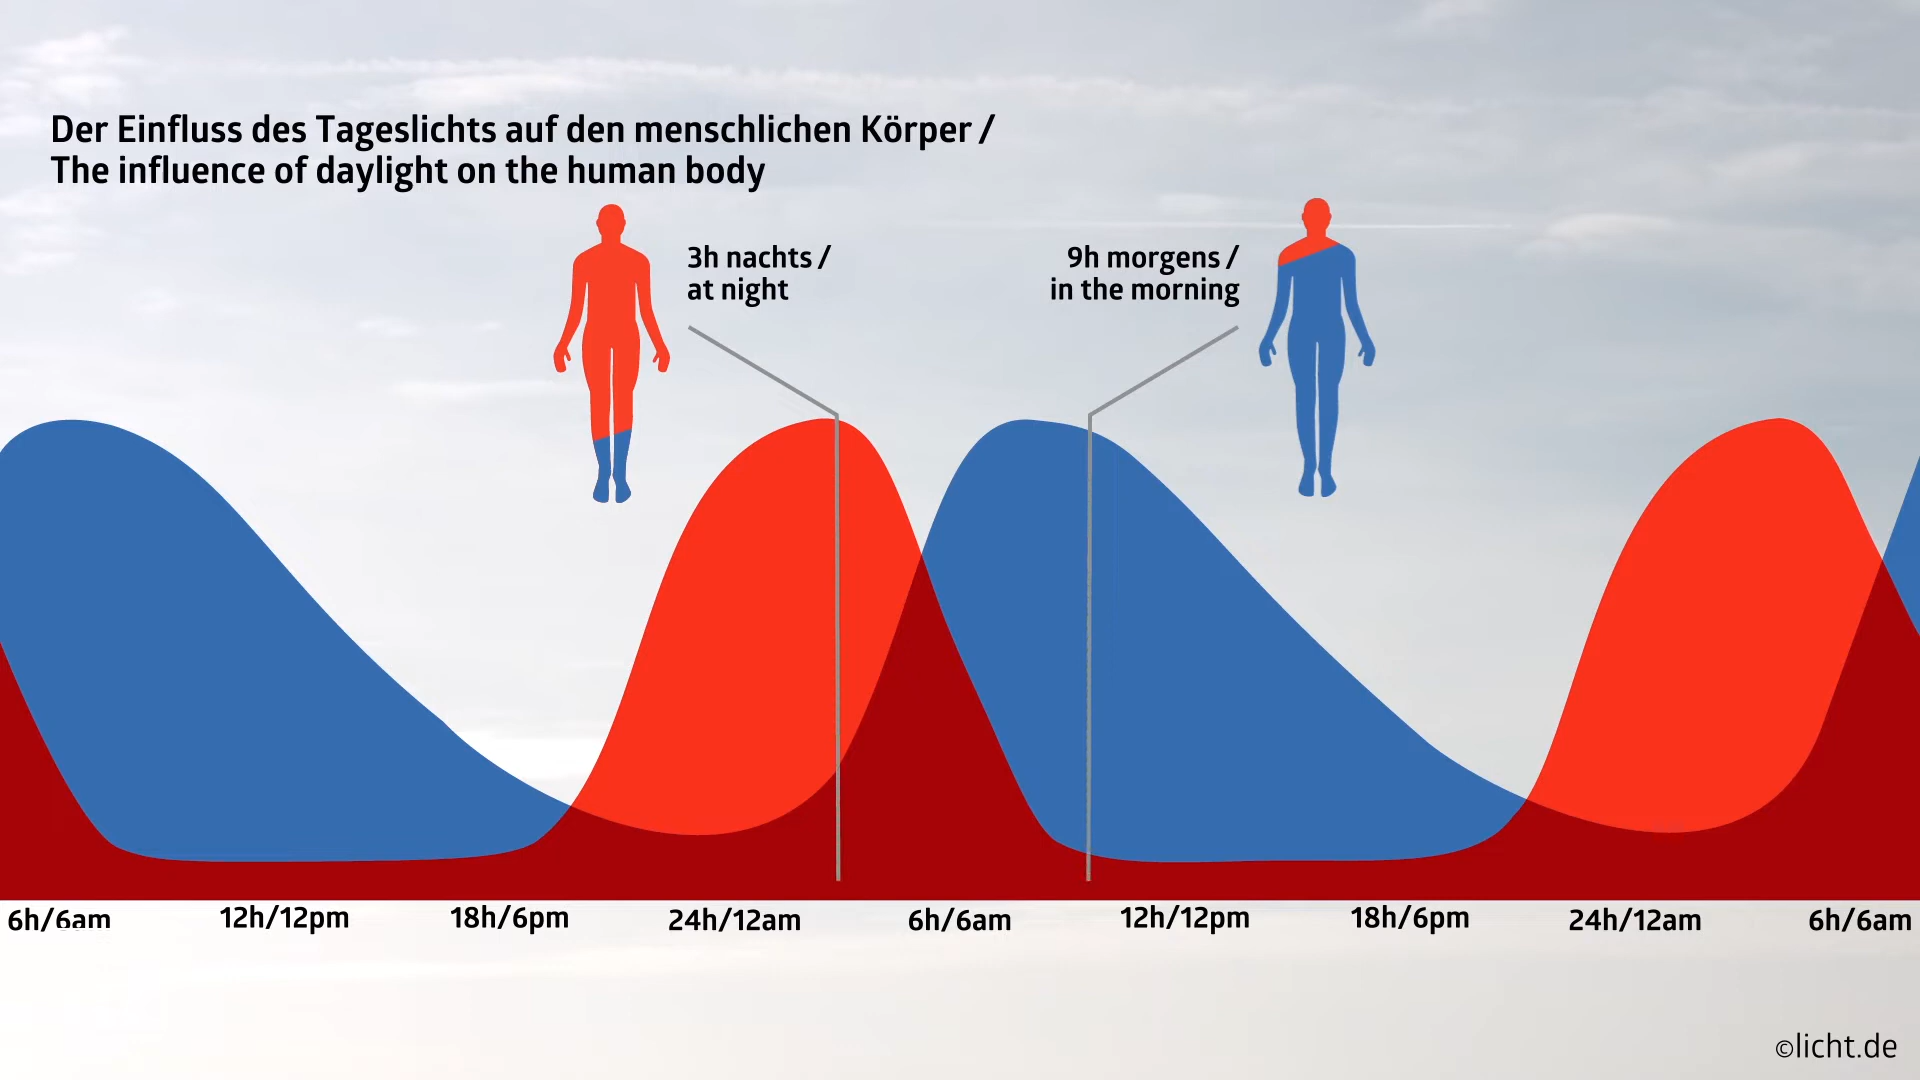 Der Einfluss des Tageslichts auf den menschlichen Körper /
The influence of daylight on the human body
3h nachts /
at night
9h morgens /
in the morning
6h/6am 12h/12pm 18h/6pm 24h/12am 6h/6am 12h/12pm 18h/6pm 24h/12am 6h/6am
©licht.de